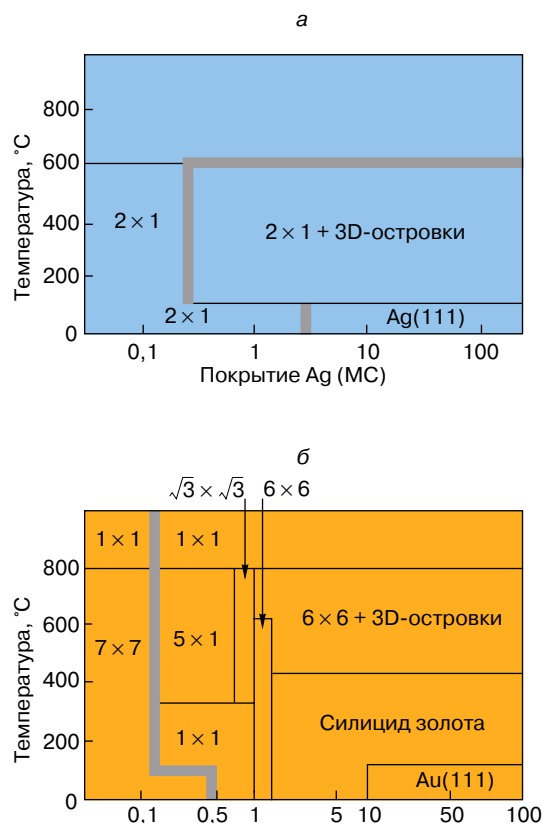 а
Температура, °C
800
600
400
200
0
2 × 1
2 × 1 + 3D-островки
2 × 1
Ag(111)
0,1 1 10 100
Покрытие Ag (МС)
б
√3 × √3 6 × 6
Температура, °C
1 × 1 1 × 1
800
600
400
200
0
7 × 7 5 × 1 6 × 6 + 3D-островки
1 × 1 Силицид золота
Au(111)
0,1 0,5 1 5 10 50 100